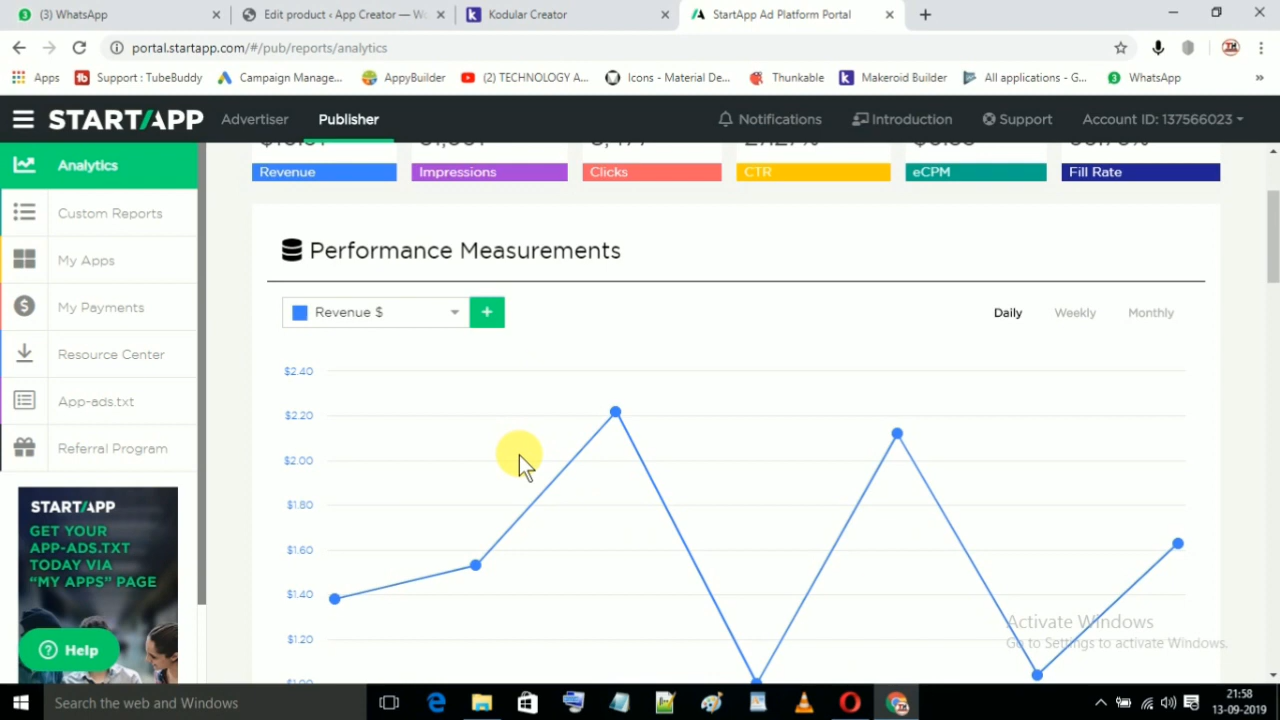 (3) WhatsApp
Edit product ‹ App Creator — W
Kodular Creator
StartApp Ad Platform Portal
portal.startapp.com/#/pub/reports/analytics
Apps
Support : TubeBuddy
Campaign Manage...
AppyBuilder
(2) TECHNOLOGY A...
Icons - Material De...
Thunkable
Makeroid Builder
All applications - G...
WhatsApp
»
STARTAPP
Advertiser
Publisher
Notifications
Introduction
Support
Account ID: 137566023
Analytics
Custom Reports
My Apps
My Payments
Resource Center
App-ads.txt
Referral Program
STARTAPP
GET YOUR
APP-ADS.TXT
TODAY VIA
“MY APPS” PAGE
Help
Revenue
Impressions
Clicks
CTR
eCPM
Fill Rate
Performance Measurements
Revenue $
+
Daily
Weekly
Monthly
$2.40
$2.20
$2.00
$1.80
$1.60
$1.40
$1.20
Activate Windows
Go to Settings to activate Windows.
Search the web and Windows
21:58
13-09-2019